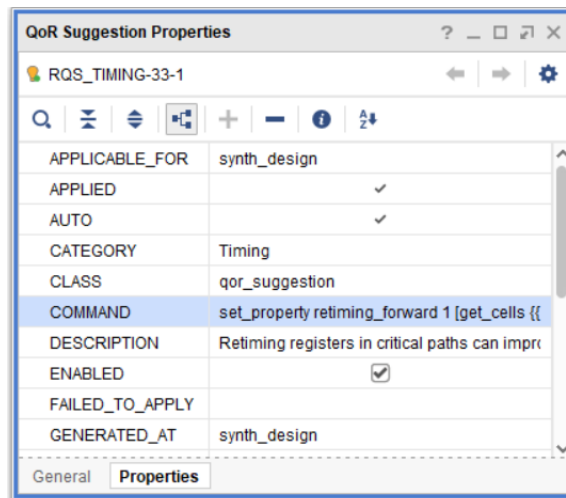 QoR Suggestion Properties
RQS_TIMING-33-1
APPLICABLE_FOR synth_design
APPLIED
AUTO
CATEGORY Timing
CLASS qor_suggestion
COMMAND set_property retiming_forward 1 [get_cells {{
DESCRIPTION Retiming registers in critical paths can impro
ENABLED
FAILED_TO_APPLY
GENERATED_AT synth_design
General Properties